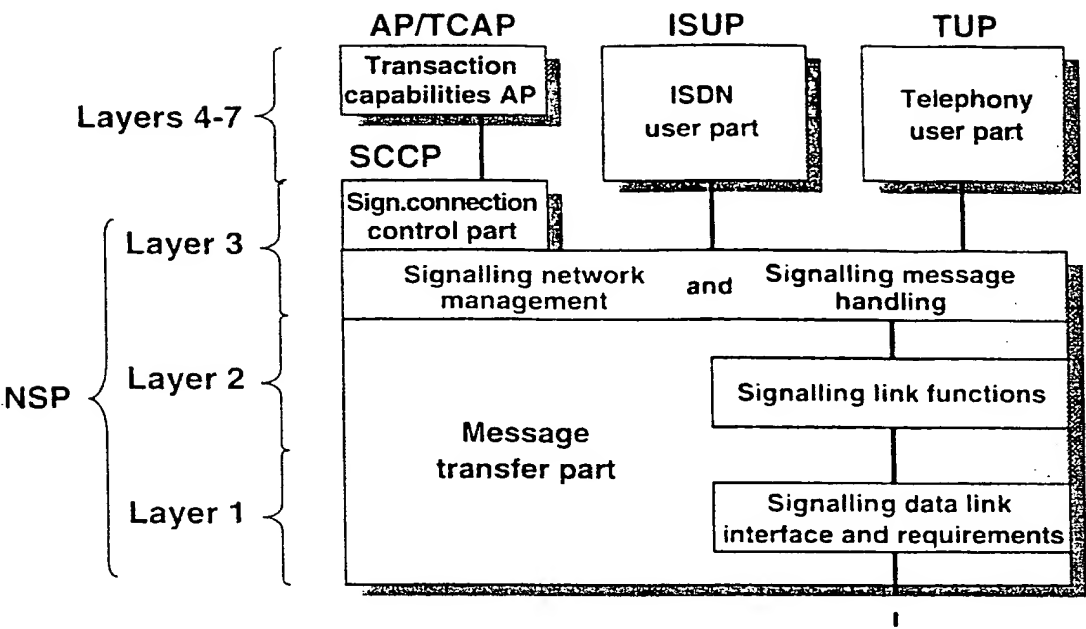 AP/TCAP
ISUP
TUP
Transaction
capabilities AP
ISDN
user part
Telephony
user part
Layers 4-7
SCCP
Sign.connection
control part
Layer 3
Signalling network
management
and
Signalling message
handling
NSP
Layer 2
Signalling link functions
Message
transfer part
Layer 1
Signalling data link
interface and requirements